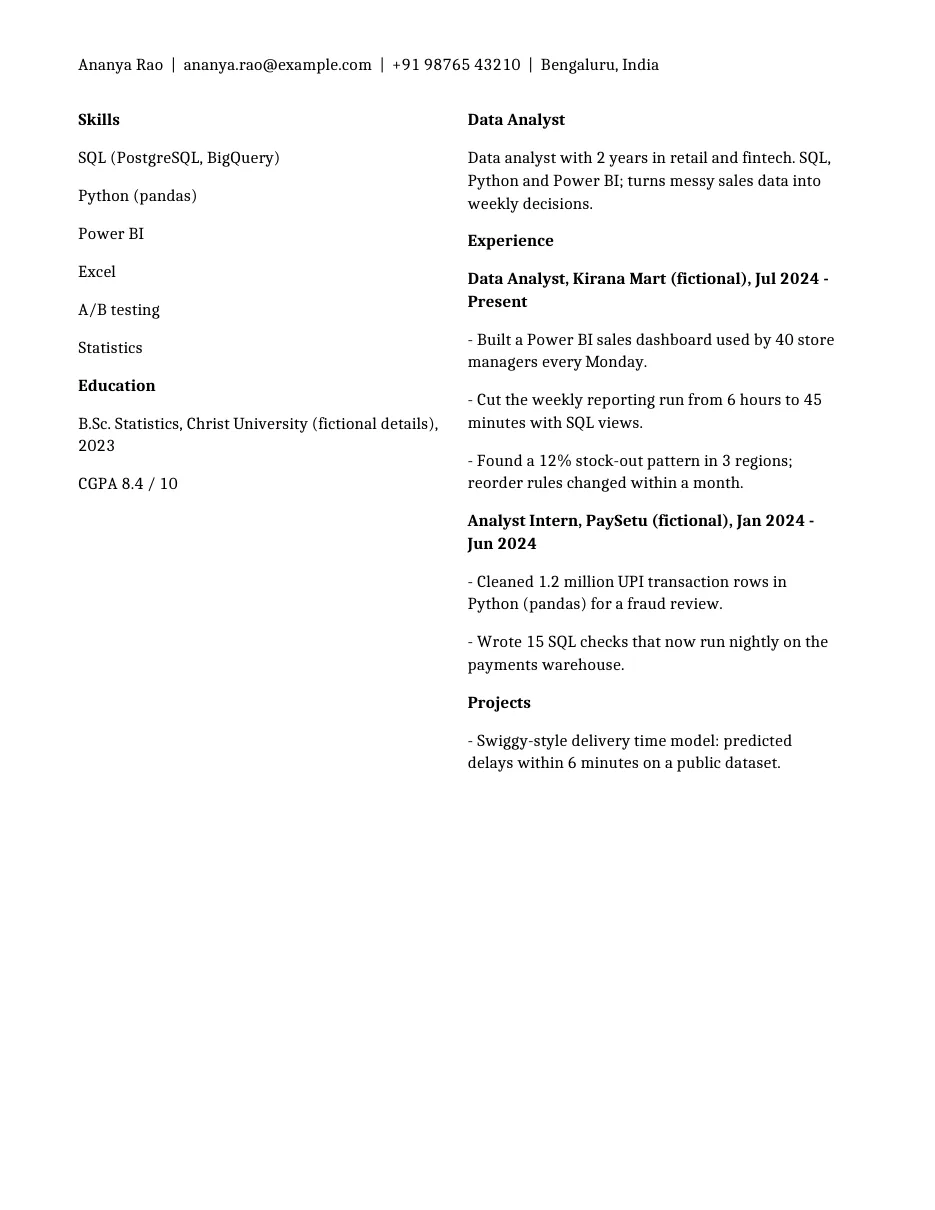 Ananya Rao | ananya.rao@example.com | +91 98765 43210 | Bengaluru, India
Skills
SQL (PostgreSQL, BigQuery)
Python (pandas)
Power BI
Excel
A/B testing
Statistics
Education
B.Sc. Statistics, Christ University (fictional details),
2023
CGPA 8.4 / 10
Data Analyst
Data analyst with 2 years in retail and fintech. SQL,
Python and Power BI; turns messy sales data into
weekly decisions.
Experience
Data Analyst, Kirana Mart (fictional), Jul 2024 -
Present
- Built a Power BI sales dashboard used by 40 store
managers every Monday.
- Cut the weekly reporting run from 6 hours to 45
minutes with SQL views.
- Found a 12% stock-out pattern in 3 regions;
reorder rules changed within a month.
Analyst Intern, PaySetu (fictional), Jan 2024 -
Jun 2024
- Cleaned 1.2 million UPI transaction rows in
Python (pandas) for a fraud review.
- Wrote 15 SQL checks that now run nightly on the
payments warehouse.
Projects
- Swiggy-style delivery time model: predicted
delays within 6 minutes on a public dataset.